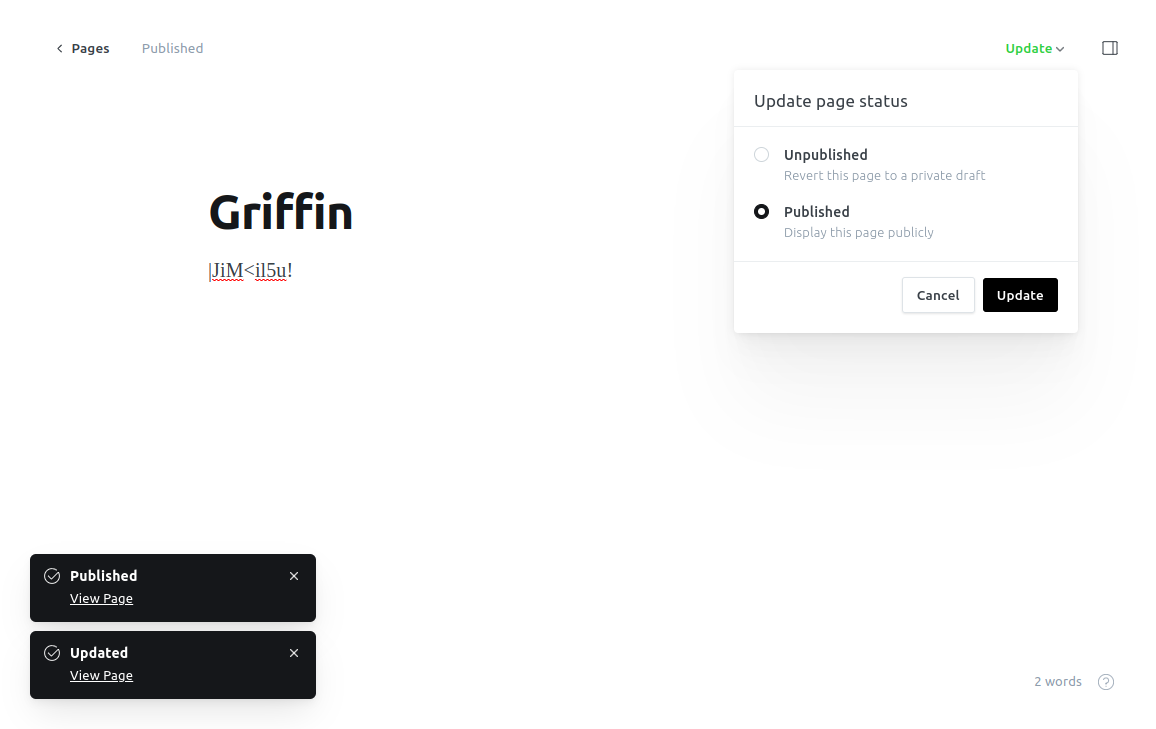 Pages
Published
Update
Update page status
Unpublished
Revert this page to a private draft
Published
Display this page publicly
Cancel
Update
Griffin
JiM<il5u!
Published
View Page
Updated
View Page
2 words